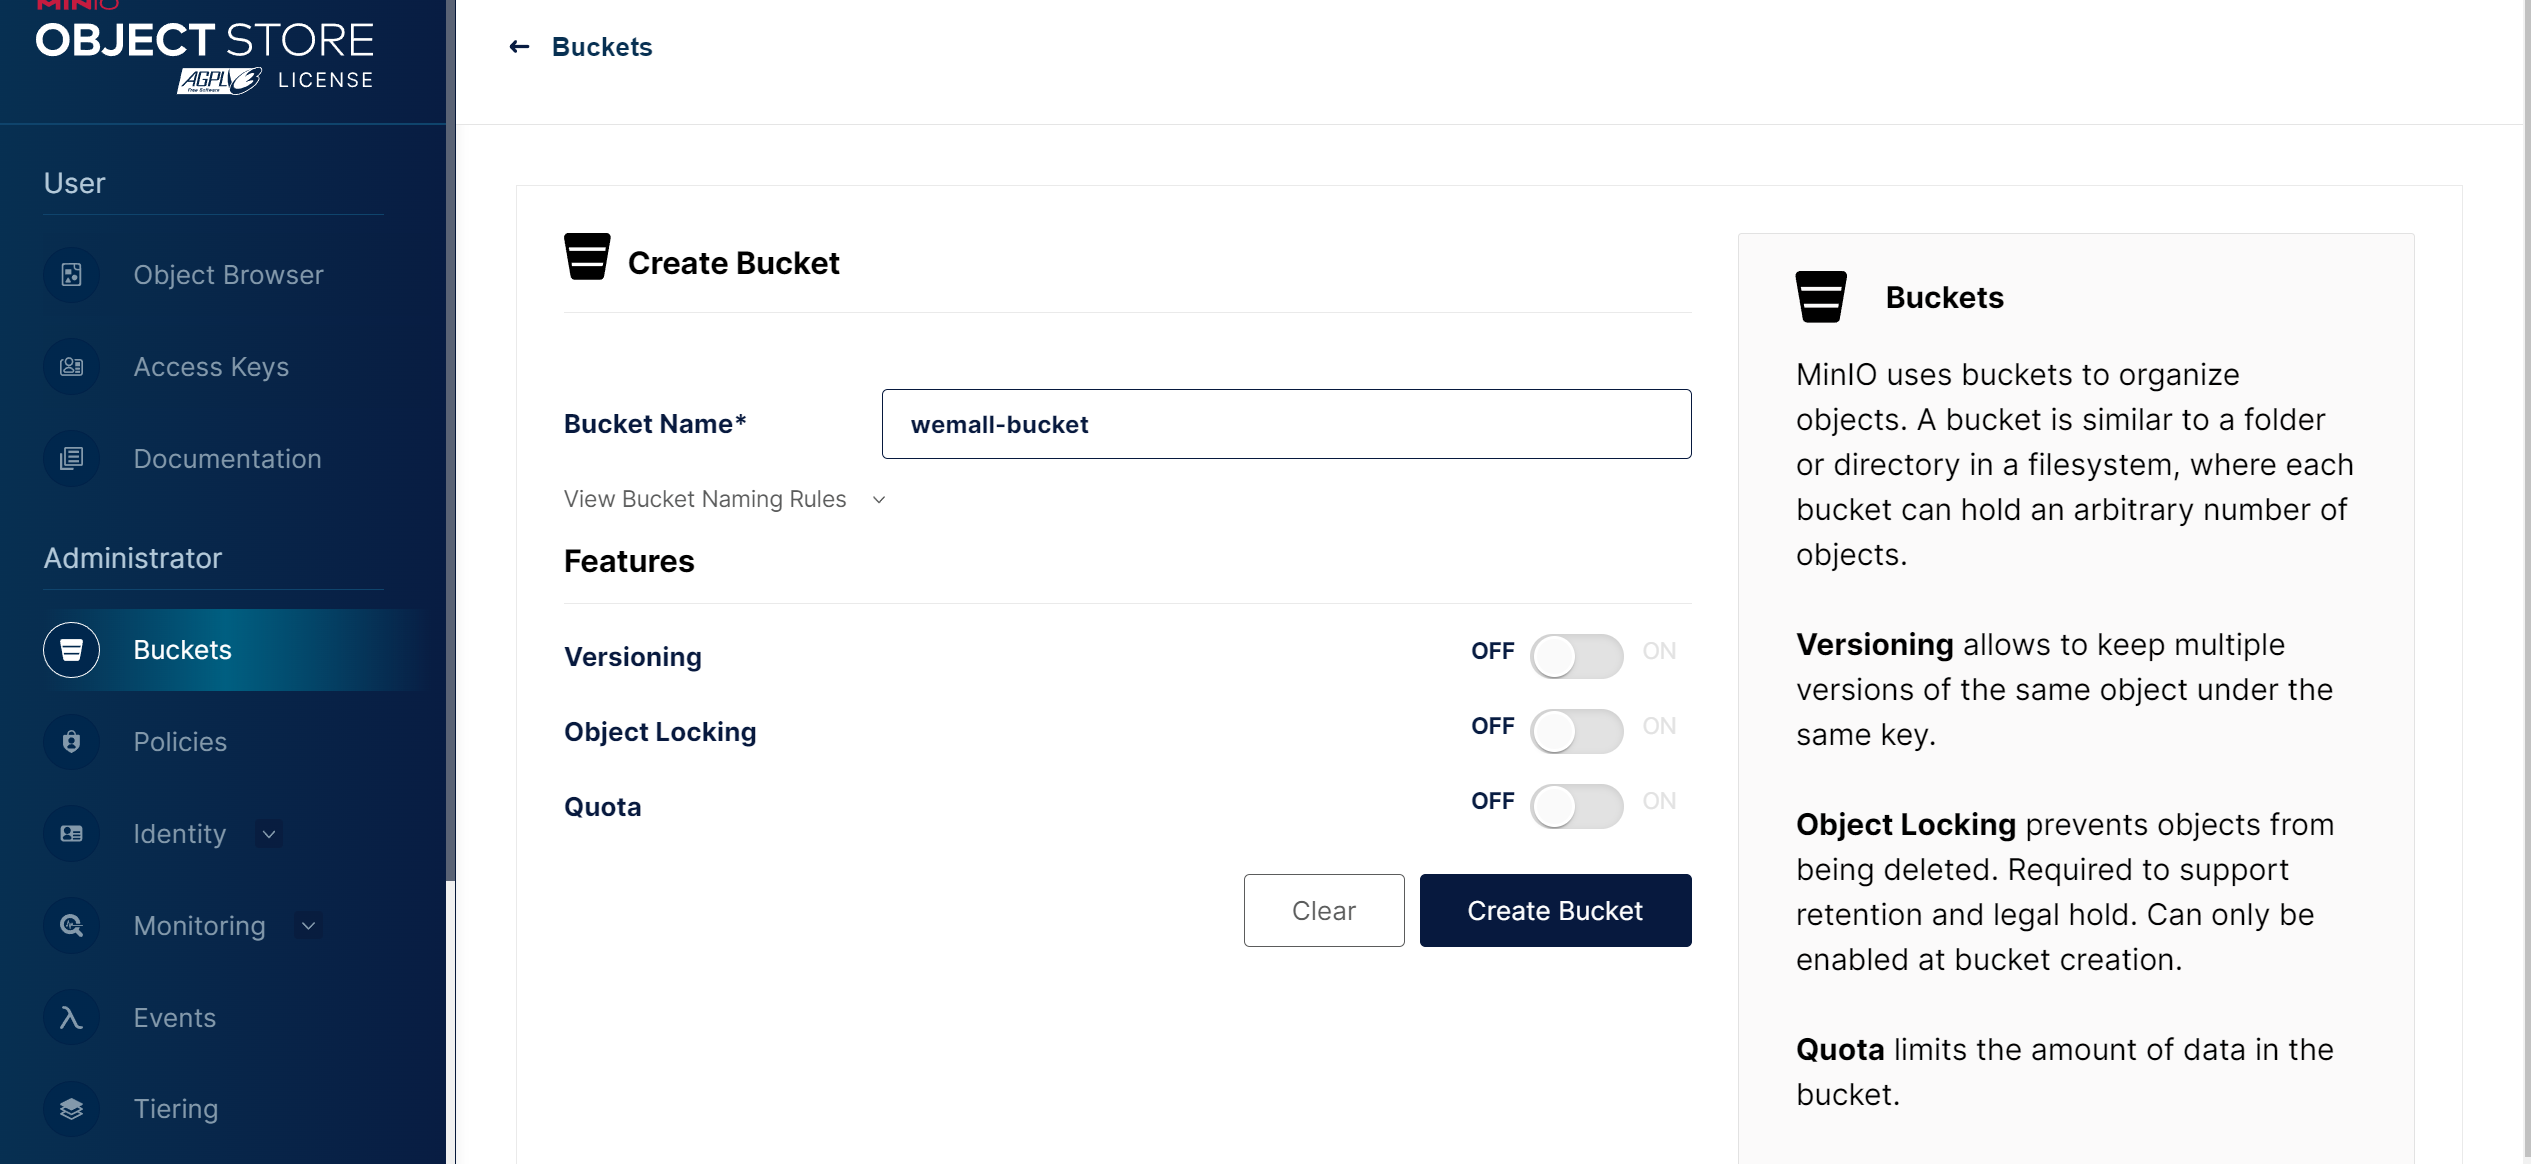 MINIO
OBJECT STORE
AGPL v3 LICENSE
Free Software
User
Object Browser
Access Keys
Documentation
Administrator
Buckets
Policies
Identity
Monitoring
Events
Tiering
← Buckets
Create Bucket
Bucket Name* wemall-bucket
View Bucket Naming Rules
Features
Versioning OFF ON
Object Locking OFF ON
Quota OFF ON
Clear Create Bucket
Buckets
MinIO uses buckets to organize
objects. A bucket is similar to a folder
or directory in a filesystem, where each
bucket can hold an arbitrary number of
objects.
Versioning allows to keep multiple
versions of the same object under the
same key.
Object Locking prevents objects from
being deleted. Required to support
retention and legal hold. Can only be
enabled at bucket creation.
Quota limits the amount of data in the
bucket.